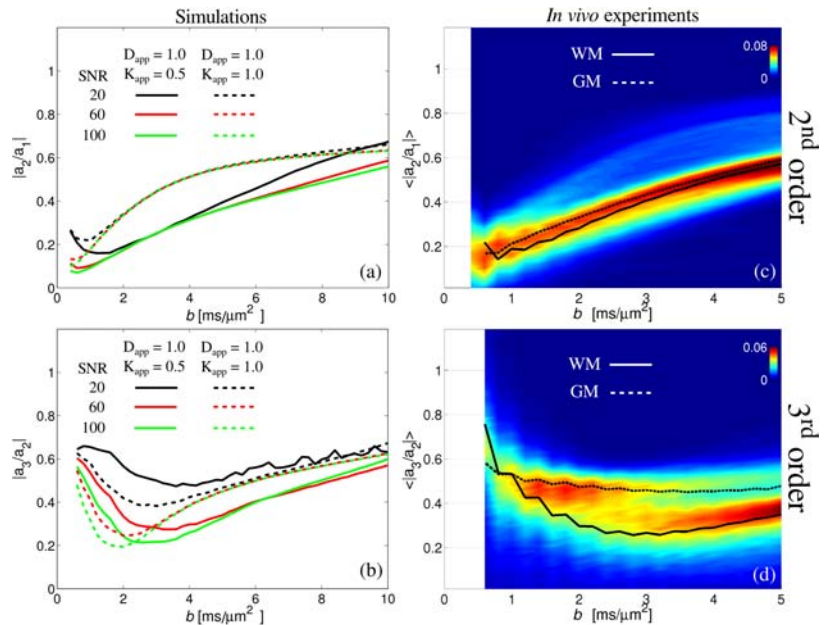 Simulations
In vivo experiments
D_app = 1.0 D_app = 1.0
K_app = 0.5 K_app = 1.0
SNR
20
60
100
|a₂/a₁|
1
0.8
0.6
0.4
0.2
0
0 2 4 6 8 10
b [ms/μm²]
(a)
WM
GM
0.08
0
<|a₂/a₁|>
1
0.8
0.6
0.4
0.2
0 1 2 3 4 5
b [ms/μm²]
(c)
2nd order
D_app = 1.0 D_app = 1.0
K_app = 0.5 K_app = 1.0
SNR
20
60
100
|a₃/a₂|
1
0.8
0.6
0.4
0.2
0
0 2 4 6 8 10
b [ms/μm²]
(b)
WM
GM
0.06
0
<|a₃/a₂|>
1
0.8
0.6
0.4
0.2
0 1 2 3 4 5
b [ms/μm²]
(d)
3rd order